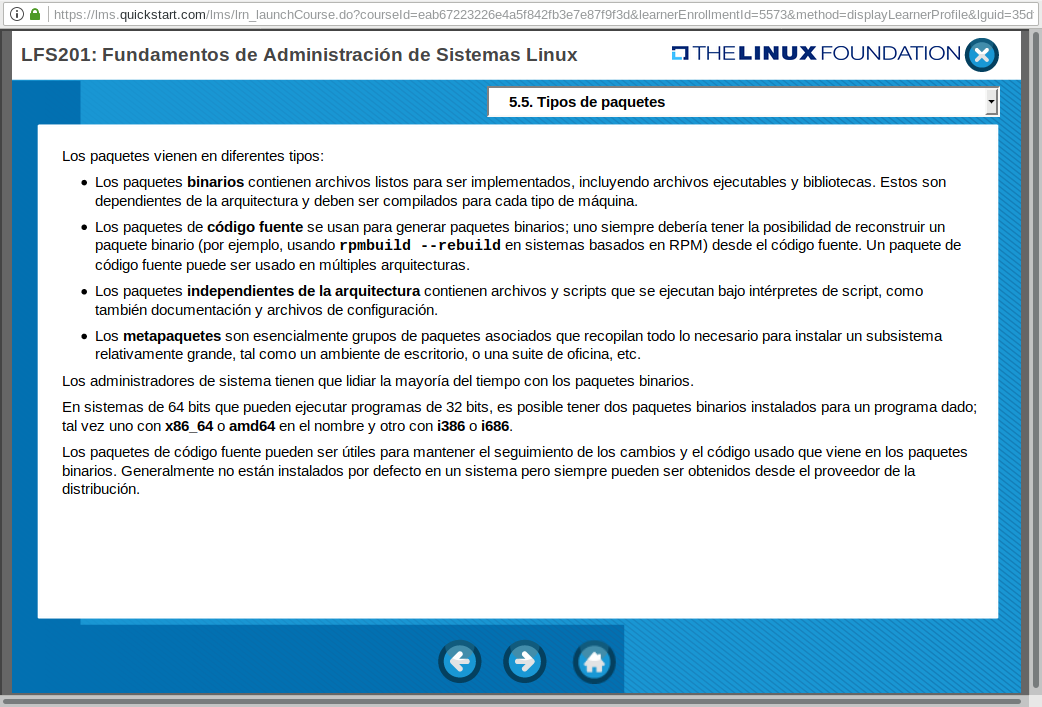 https://lms.quickstart.com/lms/lrn_launchCourse.do?courseId=eab67223226e4a5f842fb3e7e87f9f3d&learnerEnrollmentId=5573&method=displayLearnerProfile&lguid=35d
LFS201: Fundamentos de Administración de Sistemas Linux
THE LINUX FOUNDATION
5.5. Tipos de paquetes
Los paquetes vienen en diferentes tipos:
• Los paquetes binarios contienen archivos listos para ser implementados, incluyendo archivos ejecutables y bibliotecas. Estos son
dependientes de la arquitectura y deben ser compilados para cada tipo de máquina.
• Los paquetes de código fuente se usan para generar paquetes binarios; uno siempre debería tener la posibilidad de reconstruir un
paquete binario (por ejemplo, usando rpmbuild --rebuild en sistemas basados en RPM) desde el código fuente. Un paquete de
código fuente puede ser usado en múltiples arquitecturas.
• Los paquetes independientes de la arquitectura contienen archivos y scripts que se ejecutan bajo intérpretes de script, como
también documentación y archivos de configuración.
• Los metapaquetes son esencialmente grupos de paquetes asociados que recopilan todo lo necesario para instalar un subsistema
relativamente grande, tal como un ambiente de escritorio, o una suite de oficina, etc.
Los administradores de sistema tienen que lidiar la mayoría del tiempo con los paquetes binarios.
En sistemas de 64 bits que pueden ejecutar programas de 32 bits, es posible tener dos paquetes binarios instalados para un programa dado;
tal vez uno con x86_64 o amd64 en el nombre y otro con i386 o i686.
Los paquetes de código fuente pueden ser útiles para mantener el seguimiento de los cambios y el código usado que viene en los paquetes
binarios. Generalmente no están instalados por defecto en un sistema pero siempre pueden ser obtenidos desde el proveedor de la
distribución.